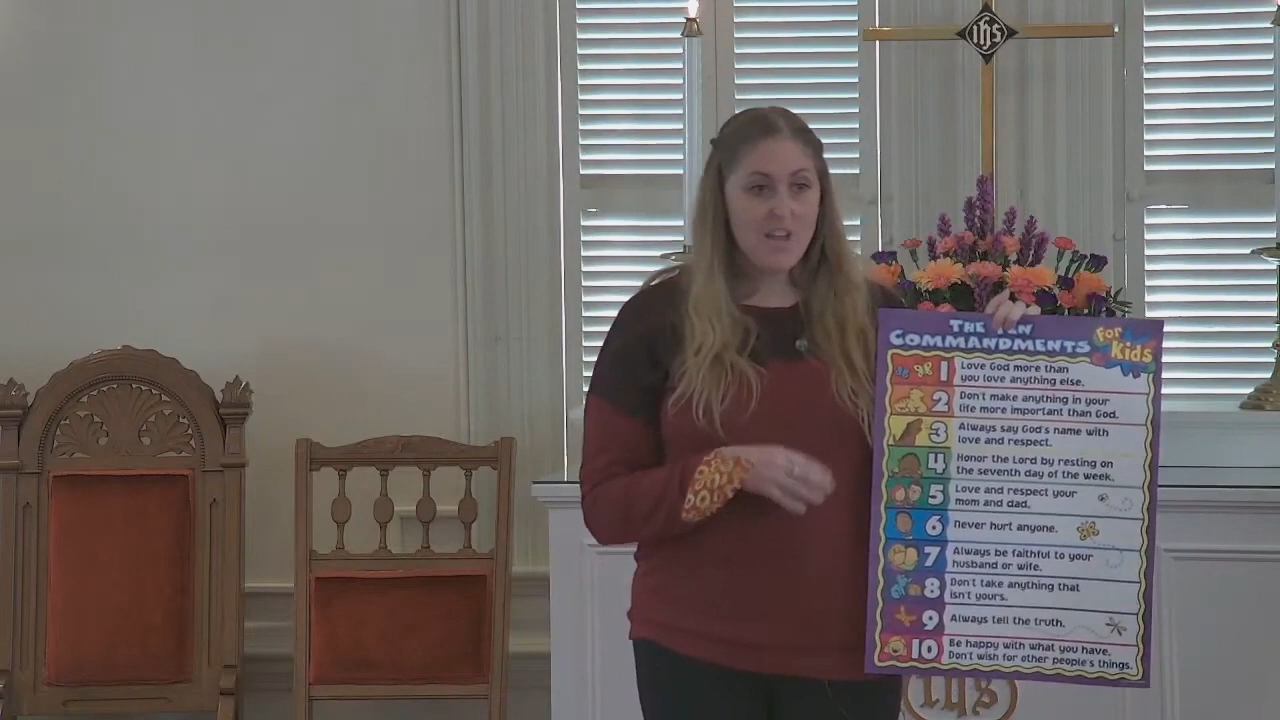 ihs
THE TEN
COMMANDMENTS
For
Kids
1 Love God more than
you love anything else.
2 Don't make anything in your
life more important than God.
3 Always say God's name with
love and respect.
4 Honor the Lord by resting on
the seventh day of the week.
5 Love and respect your
mom and dad.
6 Never hurt anyone.
7 Always be faithful to your
husband or wife.
8 Don't take anything that
isn't yours.
9 Always tell the truth.
10 Be happy with what you have.
Don't wish for other people's things.
IHS